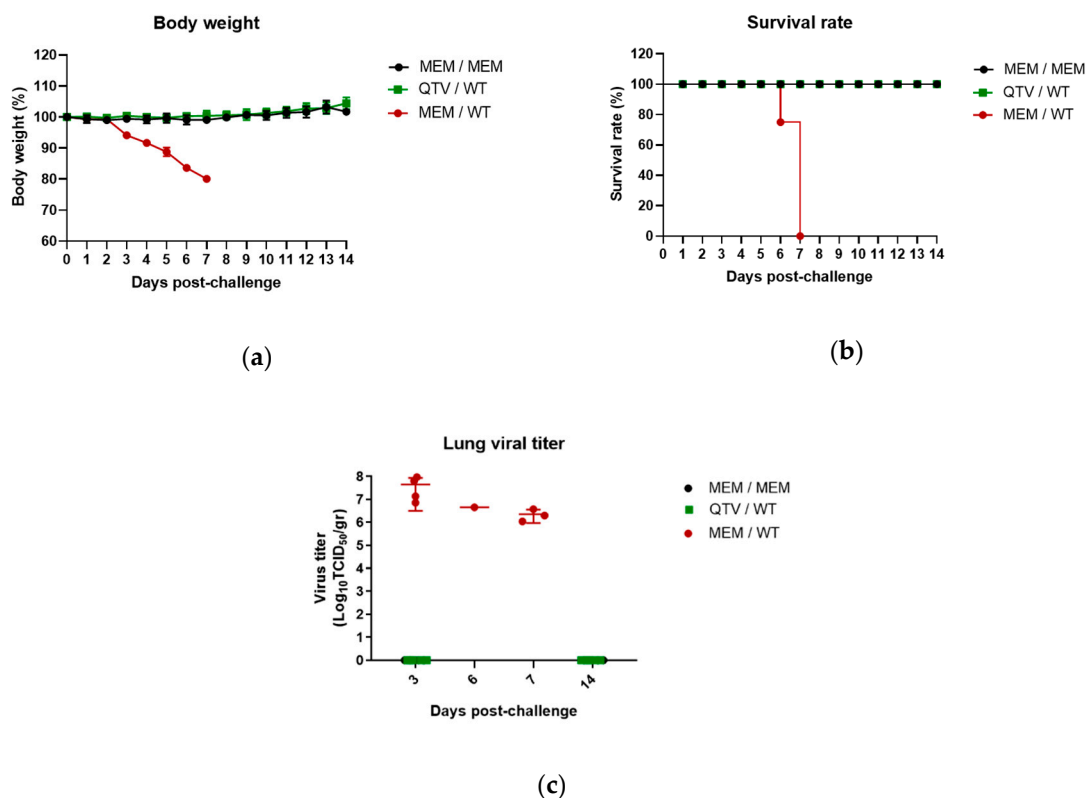 Body weight
120
110
100
90
80
70
60
Body weight (%)
0 1 2 3 4 5 6 7 8 9 10 11 12 13 14
Days post-challenge
MEM / MEM
QTV / WT
MEM / WT
(a)
Survival rate
120
100
80
60
40
20
0
Survival rate (%)
0 1 2 3 4 5 6 7 8 9 10 11 12 13 14
Days post-challenge
MEM / MEM
QTV / WT
MEM / WT
(b)
Lung viral titer
8
7
6
5
4
3
2
1
0
Virus titer
(Log₁₀TCID₅₀/gr)
3 6 7 14
Days post-challenge
MEM / MEM
QTV / WT
MEM / WT
(c)